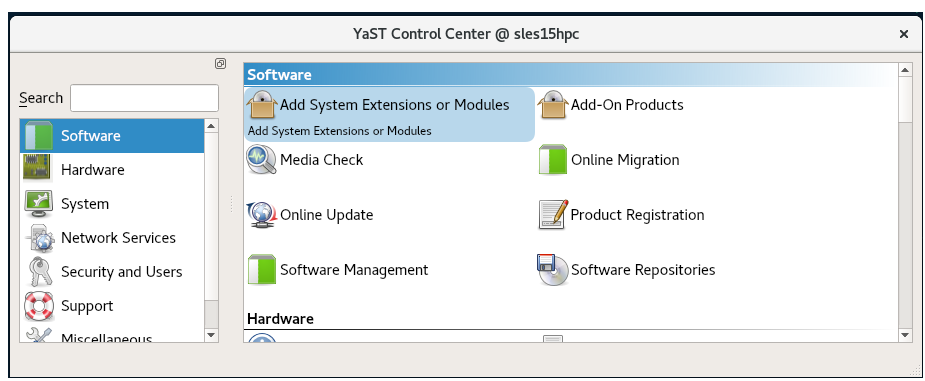 YaST Control Center @ sles15hpc
Search
Software
Hardware
System
Network Services
Security and Users
Support
Miscellaneous
Software
Add System Extensions or Modules
Add System Extensions or Modules
Add-On Products
Media Check
Online Migration
Online Update
Product Registration
Software Management
Software Repositories
Hardware